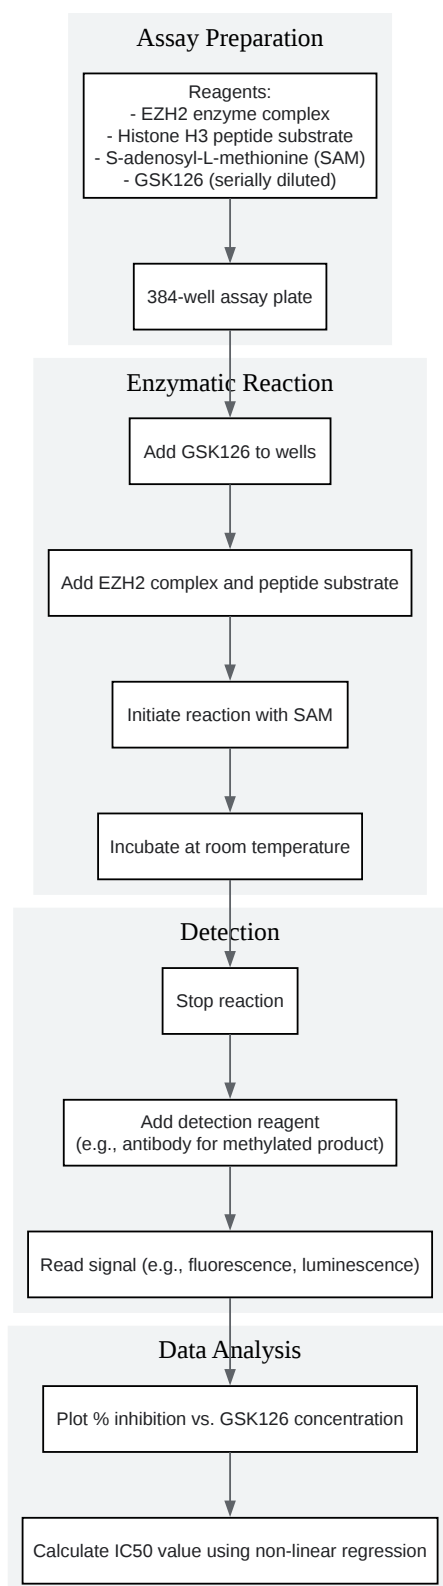 Assay Preparation
Reagents:
- EZH2 enzyme complex
- Histone H3 peptide substrate
- S-adenosyl-L-methionine (SAM)
- GSK126 (serially diluted)
384-well assay plate
Enzymatic Reaction
Add GSK126 to wells
Add EZH2 complex and peptide substrate
Initiate reaction with SAM
Incubate at room temperature
Detection
Stop reaction
Add detection reagent
(e.g., antibody for methylated product)
Read signal (e.g., fluorescence, luminescence)
Data Analysis
Plot % inhibition vs. GSK126 concentration
Calculate IC50 value using non-linear regression